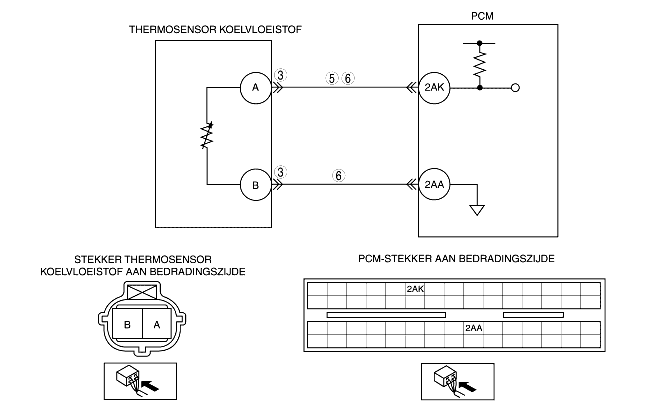 PCM
THERMOSENSOR KOELVLOEISTOF
3
5 6
A
2AK
3
6
B
2AA
STEKKER THERMOSENSOR
KOELVLOEISTOF AAN BEDRADINGSZIJDE
PCM-STEKKER AAN BEDRADINGSZIJDE
2AK
B A
2AA